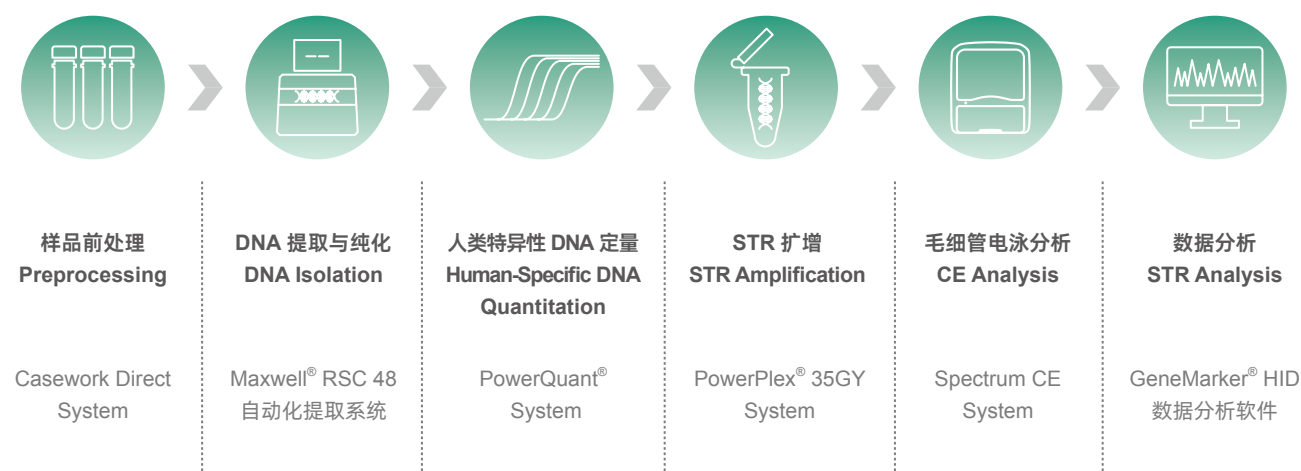 样品前处理
Preprocessing
Casework Direct
System
DNA 提取与纯化
DNA Isolation
Maxwell® RSC 48
自动化提取系统
人类特异性 DNA 定量
Human-Specific DNA
Quantitation
PowerQuant®
System
STR 扩增
STR Amplification
PowerPlex® 35GY
System
毛细管电泳分析
CE Analysis
Spectrum CE
System
数据分析
STR Analysis
GeneMarker® HID
数据分析软件